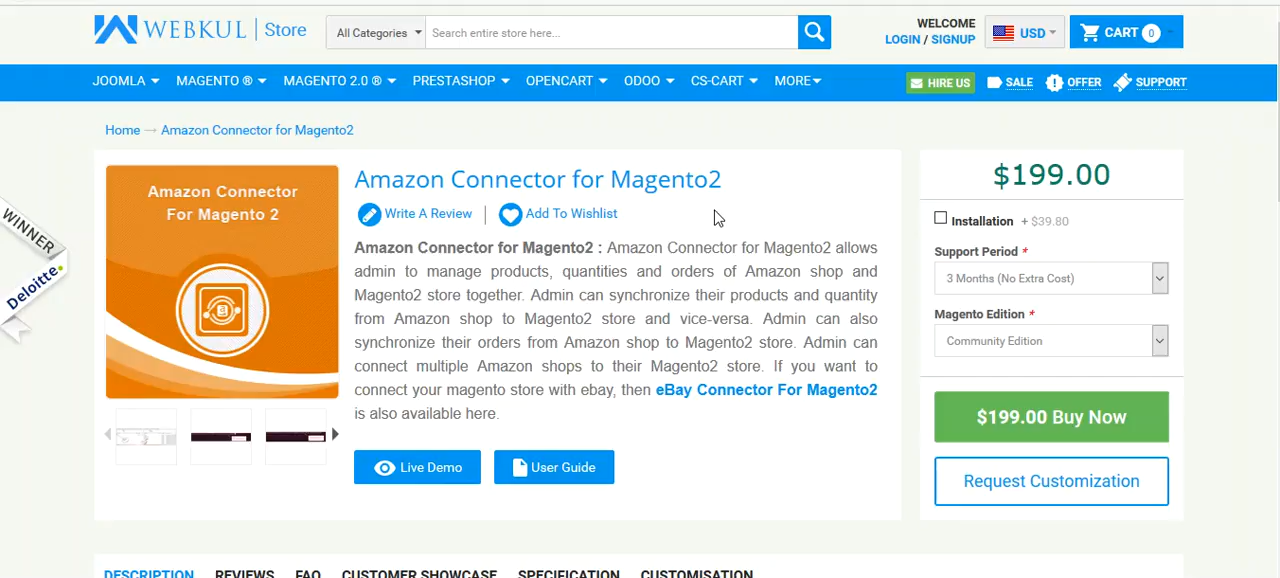 WEBKUL | Store
All Categories
Search entire store here...
WELCOME
LOGIN / SIGNUP
USD
CART 0
JOOMLA
MAGENTO ®
MAGENTO 2.0 ®
PRESTASHOP
OPENCART
ODOO
CS-CART
MORE
HIRE US
SALE
OFFER
SUPPORT
Home → Amazon Connector for Magento2
WINNER
Deloitte.
Amazon Connector
For Magento 2
Amazon Connector for Magento2
Write A Review
Add To Wishlist
Amazon Connector for Magento2 : Amazon Connector for Magento2 allows
admin to manage products, quantities and orders of Amazon shop and
Magento2 store together. Admin can synchronize their products and quantity
from Amazon shop to Magento2 store and vice-versa. Admin can also
synchronize their orders from Amazon shop to Magento2 store. Admin can
connect multiple Amazon shops to their Magento2 store. If you want to
connect your magento store with ebay, then eBay Connector For Magento2
is also available here.
Live Demo
User Guide
$199.00
Installation + $39.80
Support Period *
3 Months (No Extra Cost)
Magento Edition *
Community Edition
$199.00 Buy Now
Request Customization
DESCRIPTION
REVIEWS
FAQ
CUSTOMER SHOWCASE
SPECIFICATION
CUSTOMISATION